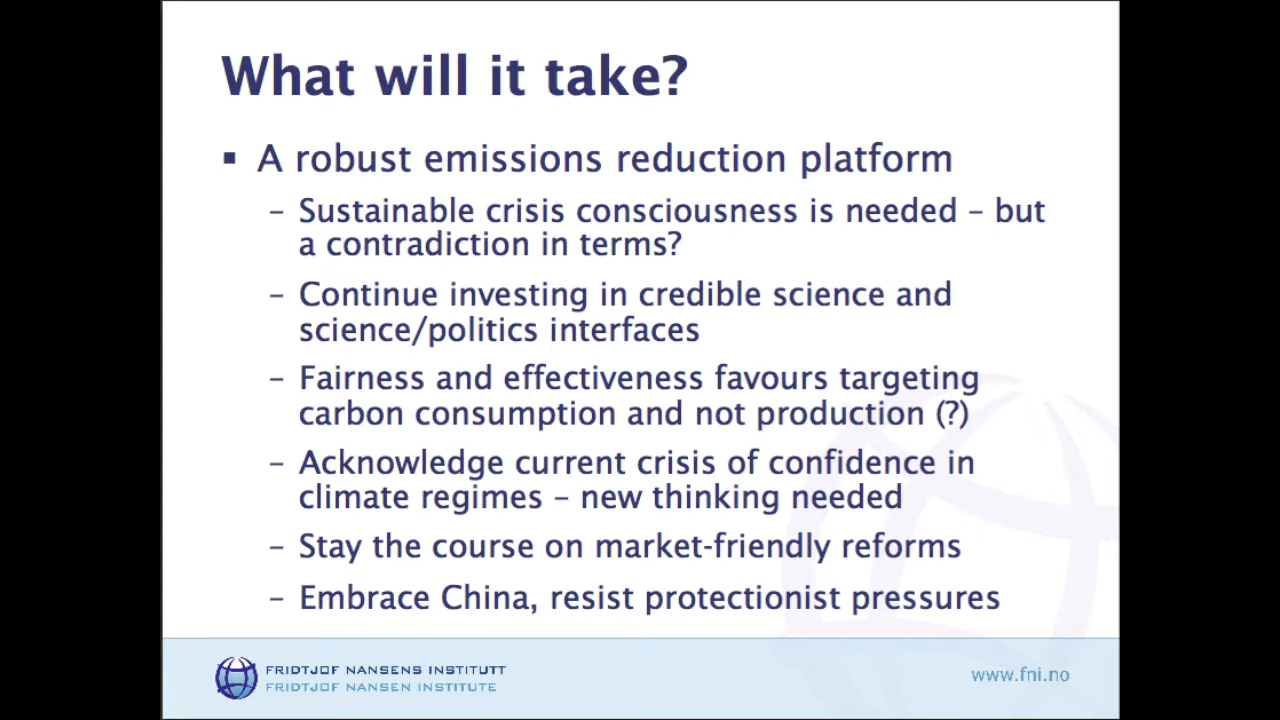 What will it take?
▪ A robust emissions reduction platform
– Sustainable crisis consciousness is needed – but
a contradiction in terms?
– Continue investing in credible science and
science/politics interfaces
– Fairness and effectiveness favours targeting
carbon consumption and not production (?)
– Acknowledge current crisis of confidence in
climate regimes – new thinking needed
– Stay the course on market-friendly reforms
– Embrace China, resist protectionist pressures
FRIDTJOF NANSENS INSTITUTT
FRIDTJOF NANSEN INSTITUTE
www.fni.no